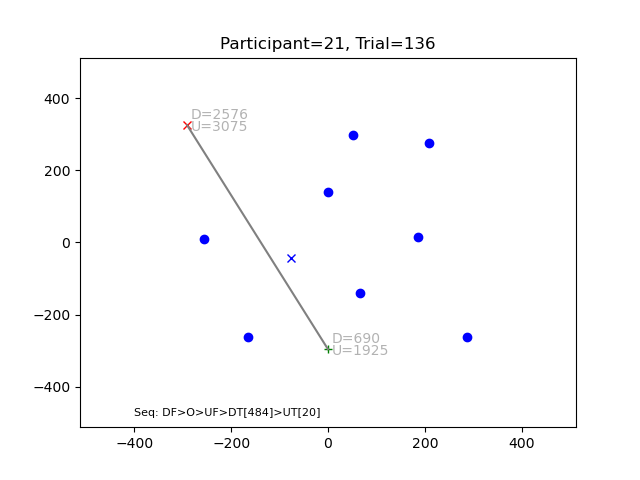 Participant=21, Trial=136
400
200
0
−200
−400
D=2576
U=3075
D=690
U=1925
Seq: DF>O>UF>DT[484]>UT[20]
−400
−200
0
200
400